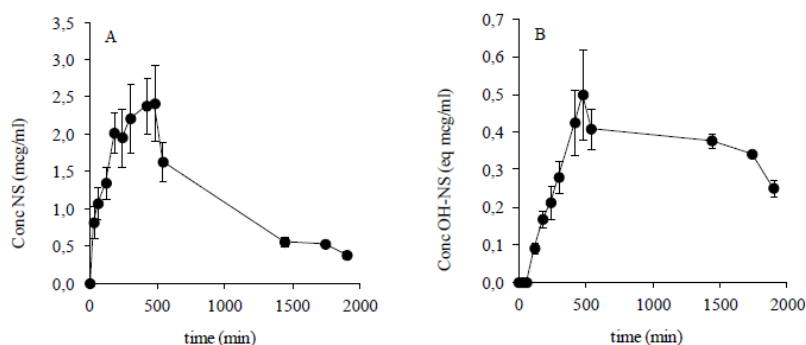 A
Conc NS (mcg/ml)
3,5
3,0
2,5
2,0
1,5
1,0
0,5
0,0
0 500 1000 1500 2000
time (min)
B
Conc OH-NS (eq mcg/ml)
0,7
0,6
0,5
0,4
0,3
0,2
0,1
0,0
0 500 1000 1500 2000
time (min)